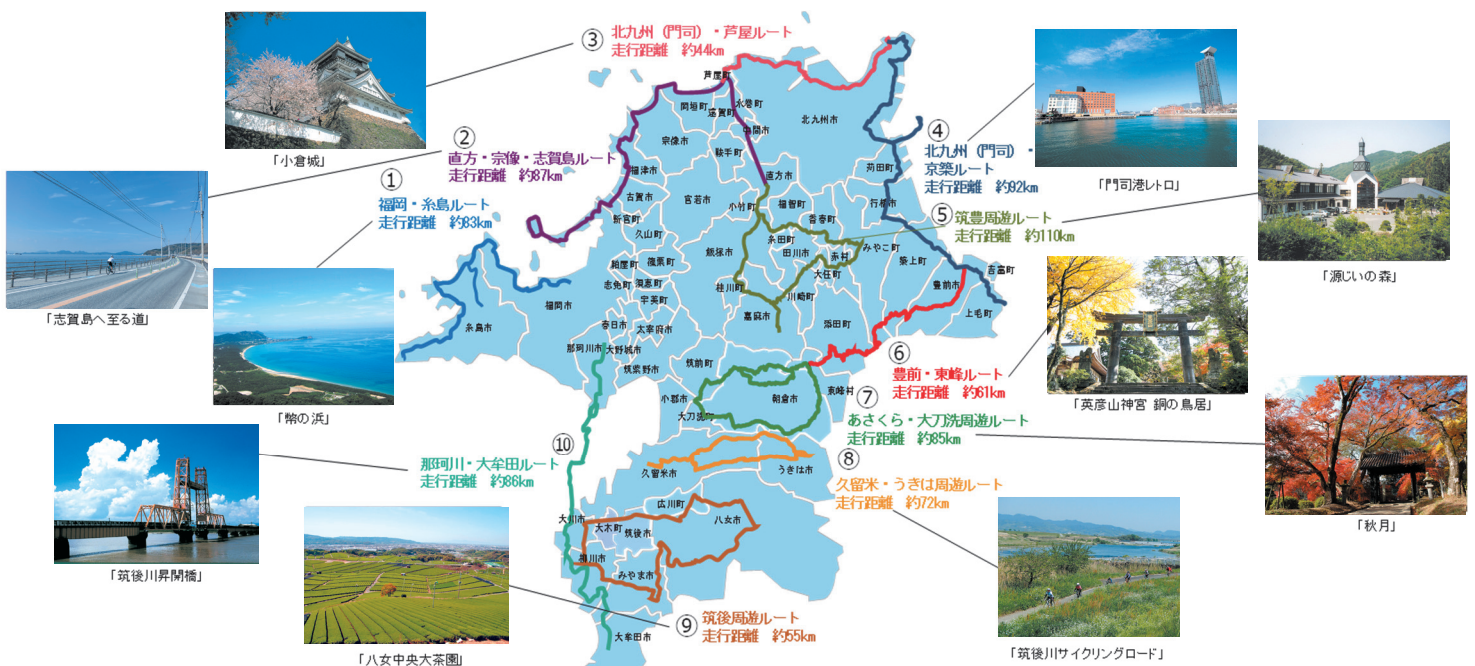 ③
北九州（門司）・芦屋ルート
走行距離　約44km
「小倉城」
②
直方・宗像・志賀島ルート
走行距離　約87km
「志賀島へ至る道」
①
福岡・糸島ルート
走行距離　約83km
「幣の浜」
④
北九州（門司）・
京築ルート
走行距離　約92km
「門司港レトロ」
⑤
筑豊周遊ルート
走行距離　約110km
「源じいの森」
⑥
豊前・東峰ルート
走行距離　約61km
「英彦山神宮 銅の鳥居」
⑦
あさくら・大刀洗周遊ルート
走行距離　約85km
「秋月」
⑧
久留米・うきは周遊ルート
走行距離　約72km
「筑後川サイクリングロード」
⑨
筑後周遊ルート
走行距離　約55km
「八女中央大茶園」
⑩
那珂川・大牟田ルート
走行距離　約86km
「筑後川昇開橋」
芦屋町
岡垣町
遠賀町
水巻町
中間市
北九州市
宗像市
鞍手町
直方市
苅田町
福津市
古賀市
宮若市
小竹町
福智町
香春町
行橋市
新宮町
久山町
飯塚市
糸田町
田川市
赤村
みやこ町
築上町
吉富町
粕屋町
篠栗町
志免町
須恵町
宇美町
桂川町
大任町
川崎町
豊前市
上毛町
福岡市
糸島市
春日市
太宰府市
嘉麻市
添田町
那珂川市
大野城市
筑紫野市
筑前町
小郡市
大刀洗町
朝倉市
東峰村
久留米市
うきは市
広川町
八女市
大川市
大木町
筑後市
柳川市
みやま市
大牟田市